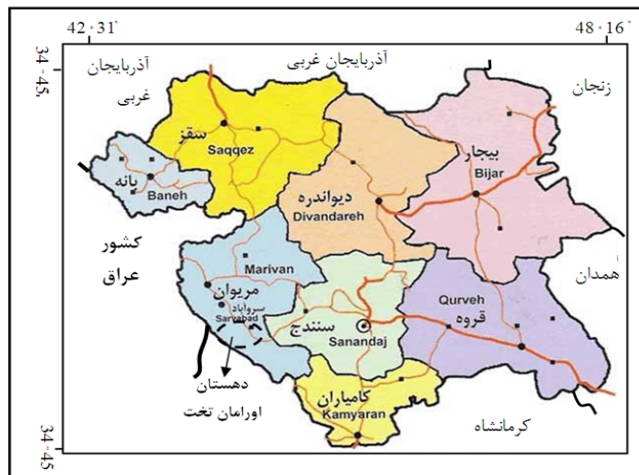 42 31°
48 16°
34 -45,
آذربایجان غربی
آذربایجان
غربی
زنجان
سقز
Saqqez
بیجار
Bijar
بانه
Baneh
دیواندره
Divandareh
کشور
عراق
همدان
Marivan
مریوان
سروآباد
Sarvabad
سنندج
Sanandaj
Qurveh
قروه
دهستان
اورامان تخت
کامیاران
Kamyaran
کرمانشاه
34 -45